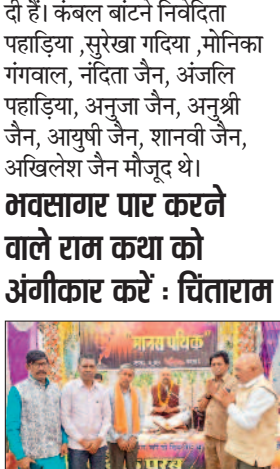 दी हैं। कंबल बांटने निवेदिता
पहाड़िया ,सुरेखा गदिया ,मोनिका
गंगवाल, नंदिता जैन, अंजलि
पहाड़िया, अनुजा जैन, अनुश्री
जैन, आयुषी जैन, शानवी जैन,
अखिलेश जैन मौजूद थे।
भवसागर पार करने
वाले राम कथा को
अंगीकार करें : चिंताराम
मानस पथिक
परब